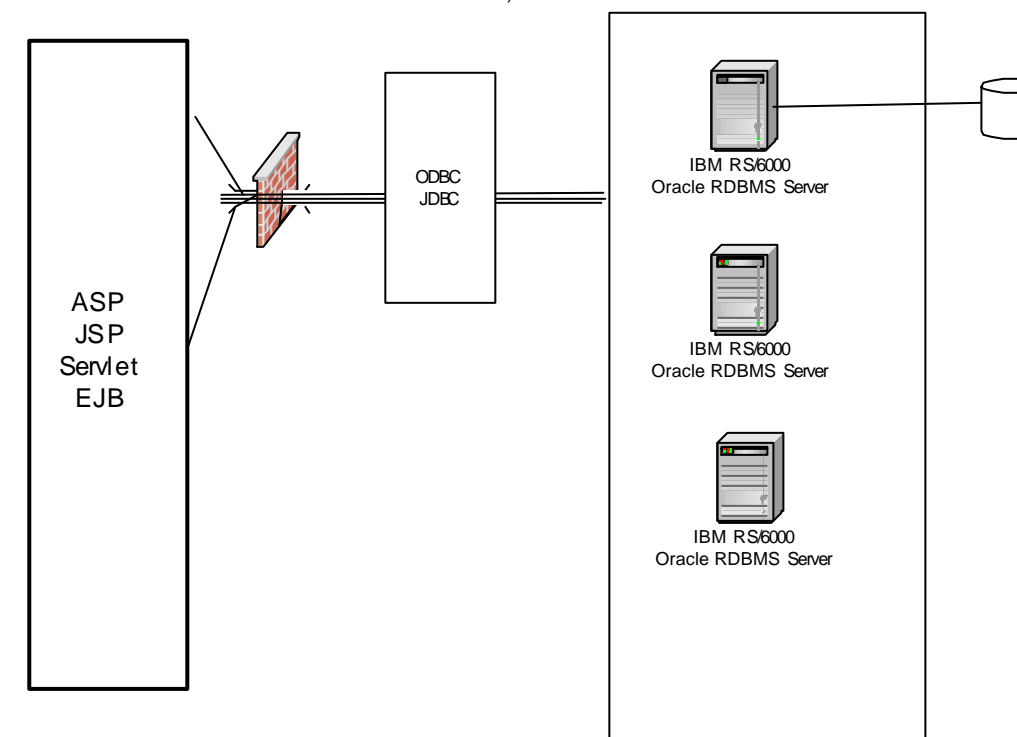 ASP
JSP
Servlet
EJB
ODBC
JDBC
IBM RS/6000
Oracle RDBMS Server
IBM RS/6000
Oracle RDBMS Server
IBM RS/6000
Oracle RDBMS Server